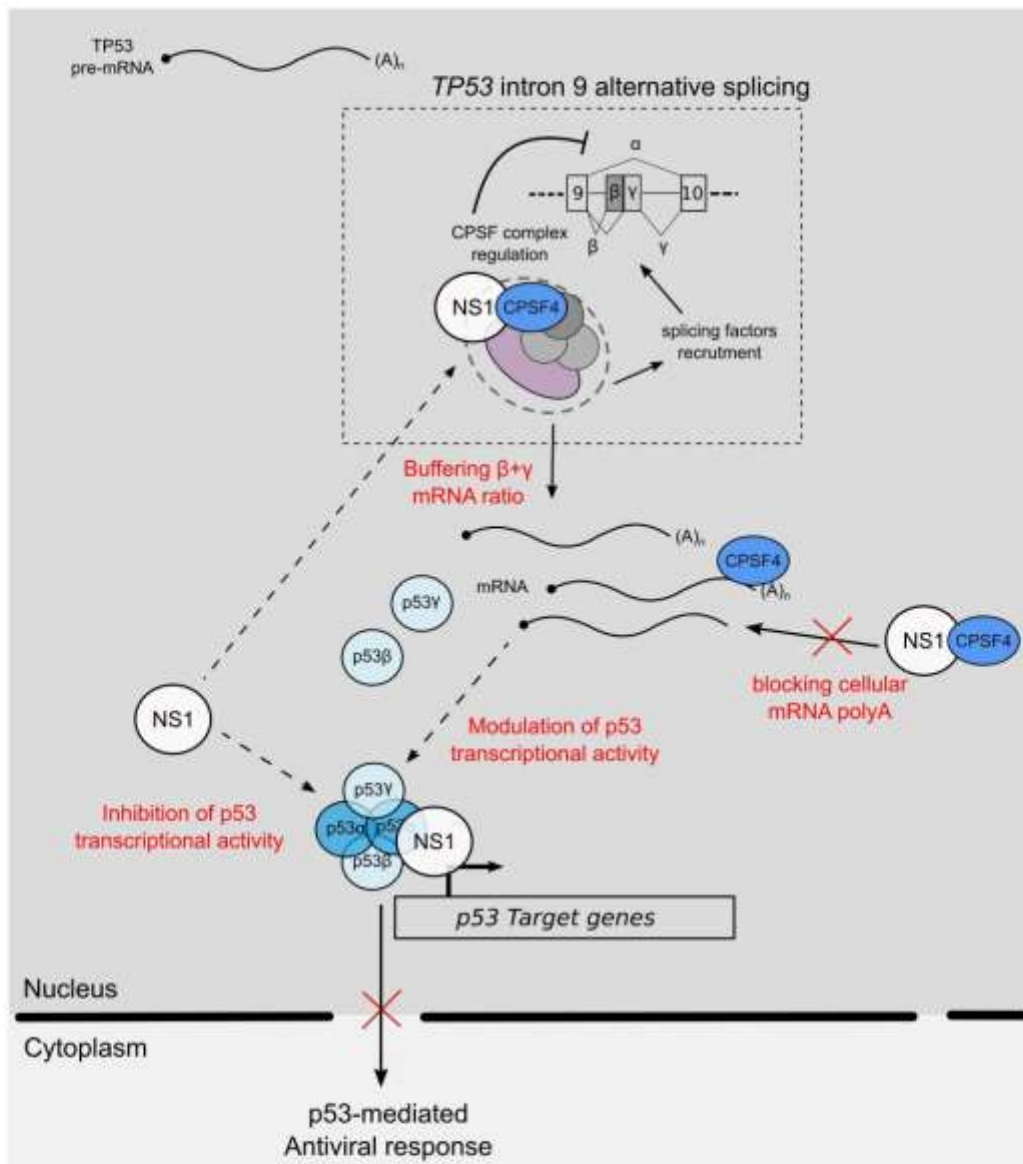 TP53
pre-mRNA
(A)n
TP53 intron 9 alternative splicing
α
9
β
γ
10
β
γ
CPSF complex
regulation
NS1
CPSF4
splicing factors
recrutment
Buffering β+γ
mRNA ratio
(A)n
CPSF4
mRNA
(A)n
p53γ
p53β
NS1
CPSF4
blocking cellular
mRNA polyA
NS1
Modulation of p53
transcriptional activity
Inhibition of p53
transcriptional activity
p53γ
p53α
NS1
p53β
p53 Target genes
Nucleus
Cytoplasm
p53-mediated
Antiviral response